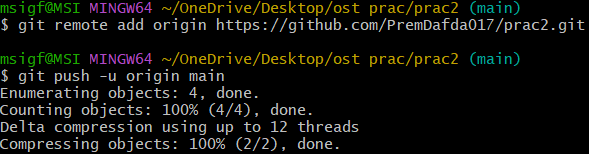 msigf@MSI MINGW64 ~/OneDrive/Desktop/ost prac/prac2 (main)
$ git remote add origin https://github.com/PremDafda017/prac2.git
msigf@MSI MINGW64 ~/OneDrive/Desktop/ost prac/prac2 (main)
$ git push -u origin main
Enumerating objects: 4, done.
Counting objects: 100% (4/4), done.
Delta compression using up to 12 threads
Compressing objects: 100% (2/2), done.